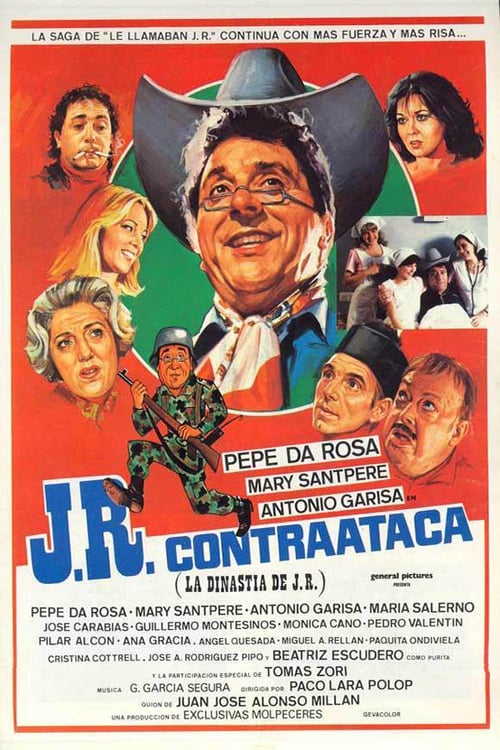 LA SAGA DE "LE LLAMABAN J.R." CONTINUA CON MAS FUERZA Y MAS RISA...
PEPE DA ROSA
MARY SANTPERE
ANTONIO GARISA EN
J.R. CONTRAATACA
(LA DINASTIA DE J.R.)
general pictures
PRESENTA
PEPE DA ROSA · MARY SANTPERE · ANTONIO GARISA · MARIA SALERNO
JOSE CARABIAS · GUILLERMO MONTESINOS · MONICA CANO · PEDRO VALENTIN
PILAR ALCON · ANA GRACIA · ANGEL QUESADA · MIGUEL A. RELLAN · PAQUITA ONDIVIELA
CRISTINA COTTRELL · JOSE A. RODRIGUEZ PIPO Y BEATRIZ ESCUDERO COMO PURITA
Y LA PARTICIPACION ESPECIAL DE TOMAS ZORI
MUSICA G. GARCIA SEGURA DIRIGIDA POR PACO LARA POLOP
GUION DE JUAN JOSE ALONSO MILLAN
UNA PRODUCCION DE EXCLUSIVAS MOLPECERES GEVACOLOR